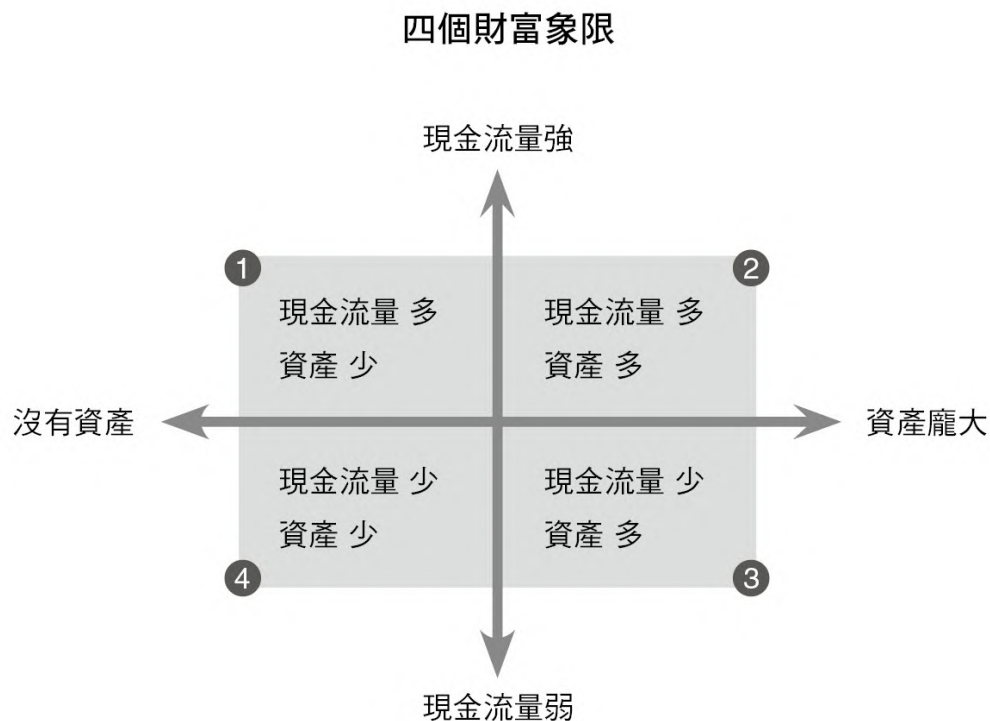 四個財富象限
現金流量強
1
2
現金流量 多
資產 少
現金流量 多
資產 多
沒有資產
資產龐大
現金流量 少
資產 少
現金流量 少
資產 多
4
3
現金流量弱